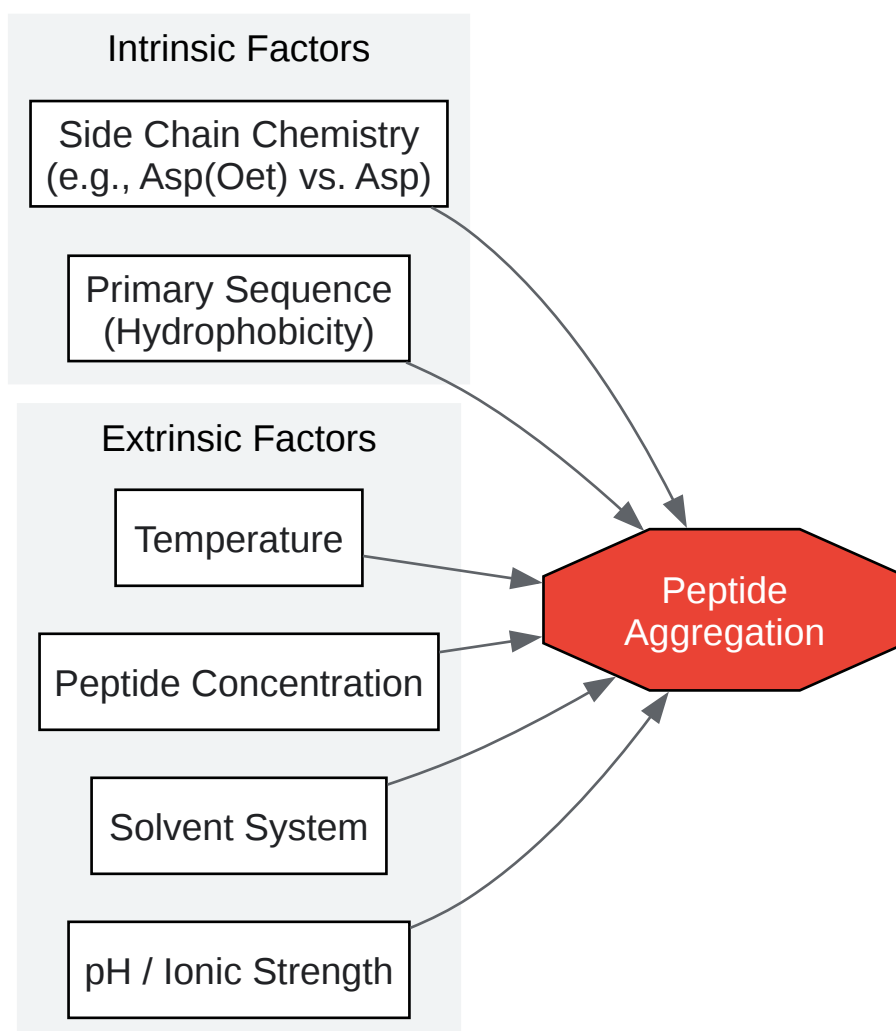 Intrinsic Factors
Side Chain Chemistry
(e.g., Asp(Oet) vs. Asp)
Primary Sequence
(Hydrophobicity)
Extrinsic Factors
Temperature
Peptide Concentration
Solvent System
pH / Ionic Strength
Peptide
Aggregation